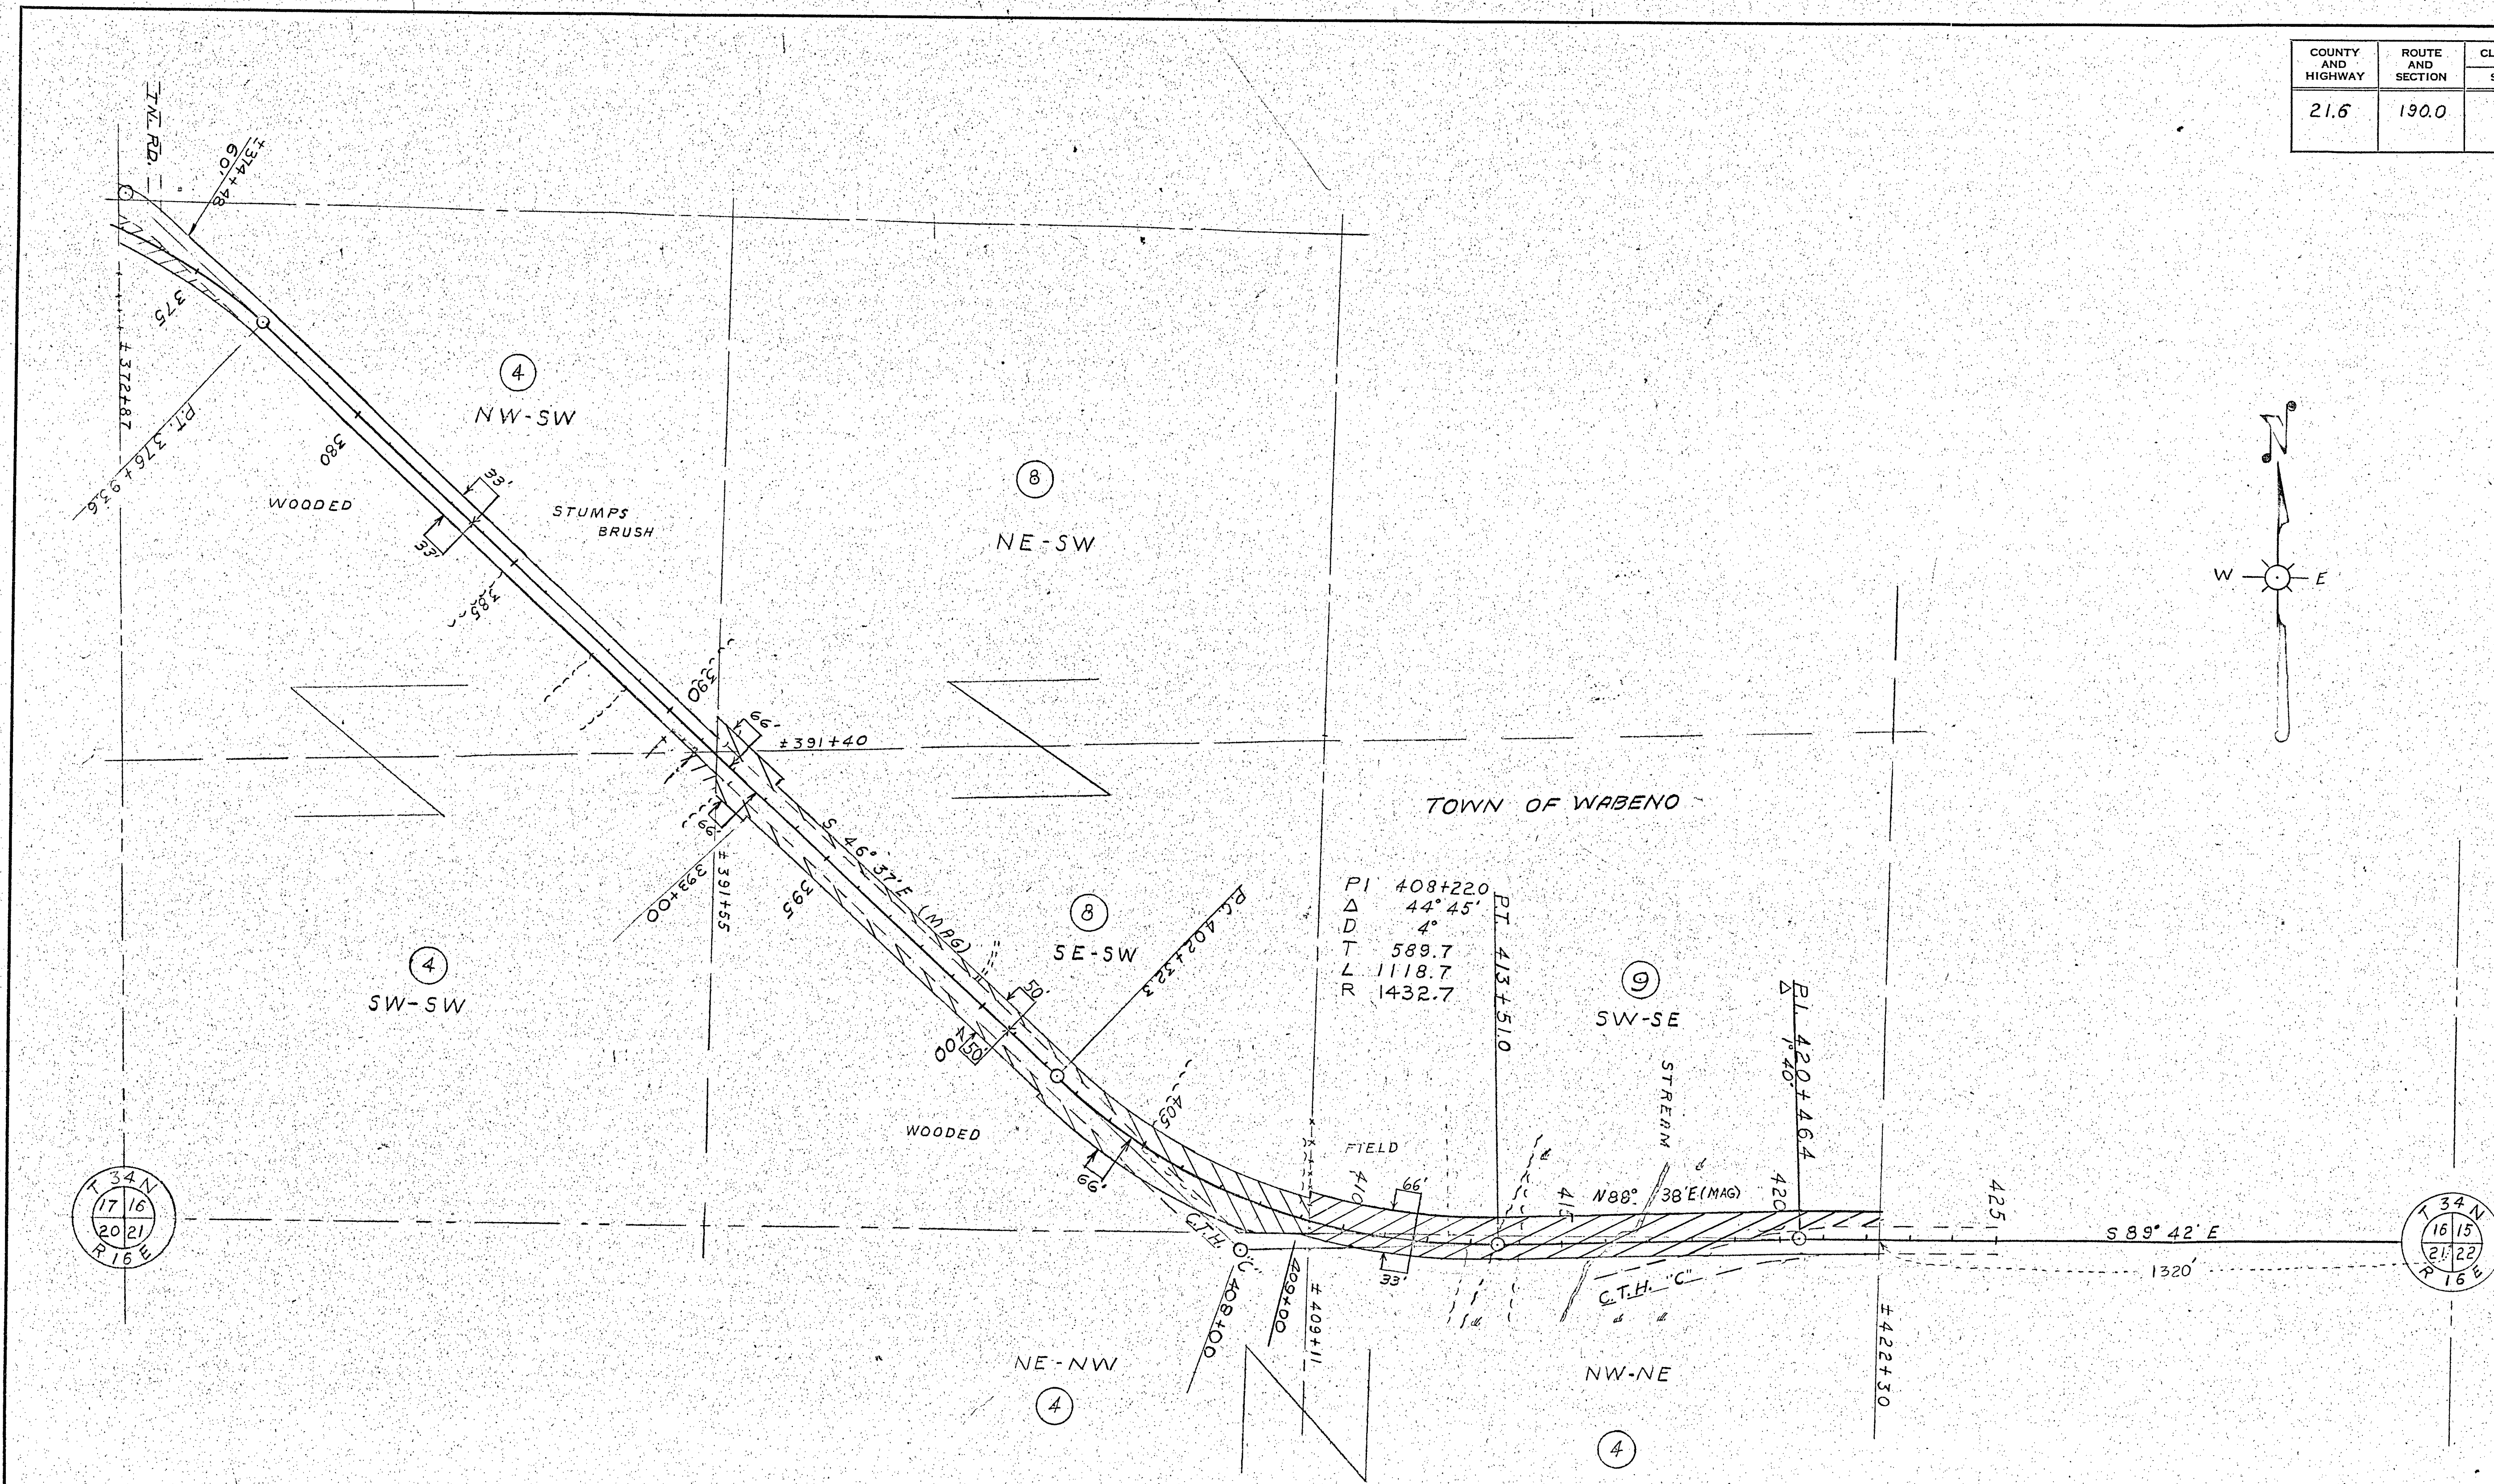 COUNTY AND HIGHWAY
ROUTE AND SECTION
21.6
190.0
TN. RD.
±374+48
60'
375
±372+87
P.T. 376+93.6
380
4
NW-SW
WOODED
33'
33'
STUMPS
BRUSH
385
8
NE-SW
N
W
E
390
66'
±391+40
66'
393+00
±391+55
395
S 46° 37' E (MAG)
TOWN OF WABENO
4
SW-SW
8
SE-SW
P.C. 402+32.3
50'
50'
400
PI 408+22.0
Δ 44° 45'
D 4°
T 589.7
L 1118.7
R 1432.7
P.T. 413+51.0
9
SW-SE
STREAM
P.I. 420+46.4
Δ 1° 40'
WOODED
405
66'
FIELD
410
66'
33'
415
N 88° 38' E (MAG)
420
425
S 89° 42' E
1320'
T 34 N
17 16
20 21
R 16 E
T 34 N
16 15
21 22
R 16 E
C.T.H. "C"
408+00
409+00
±409+11
C.T.H. "C"
±422+30
NE-NW
4
NW-NE
4